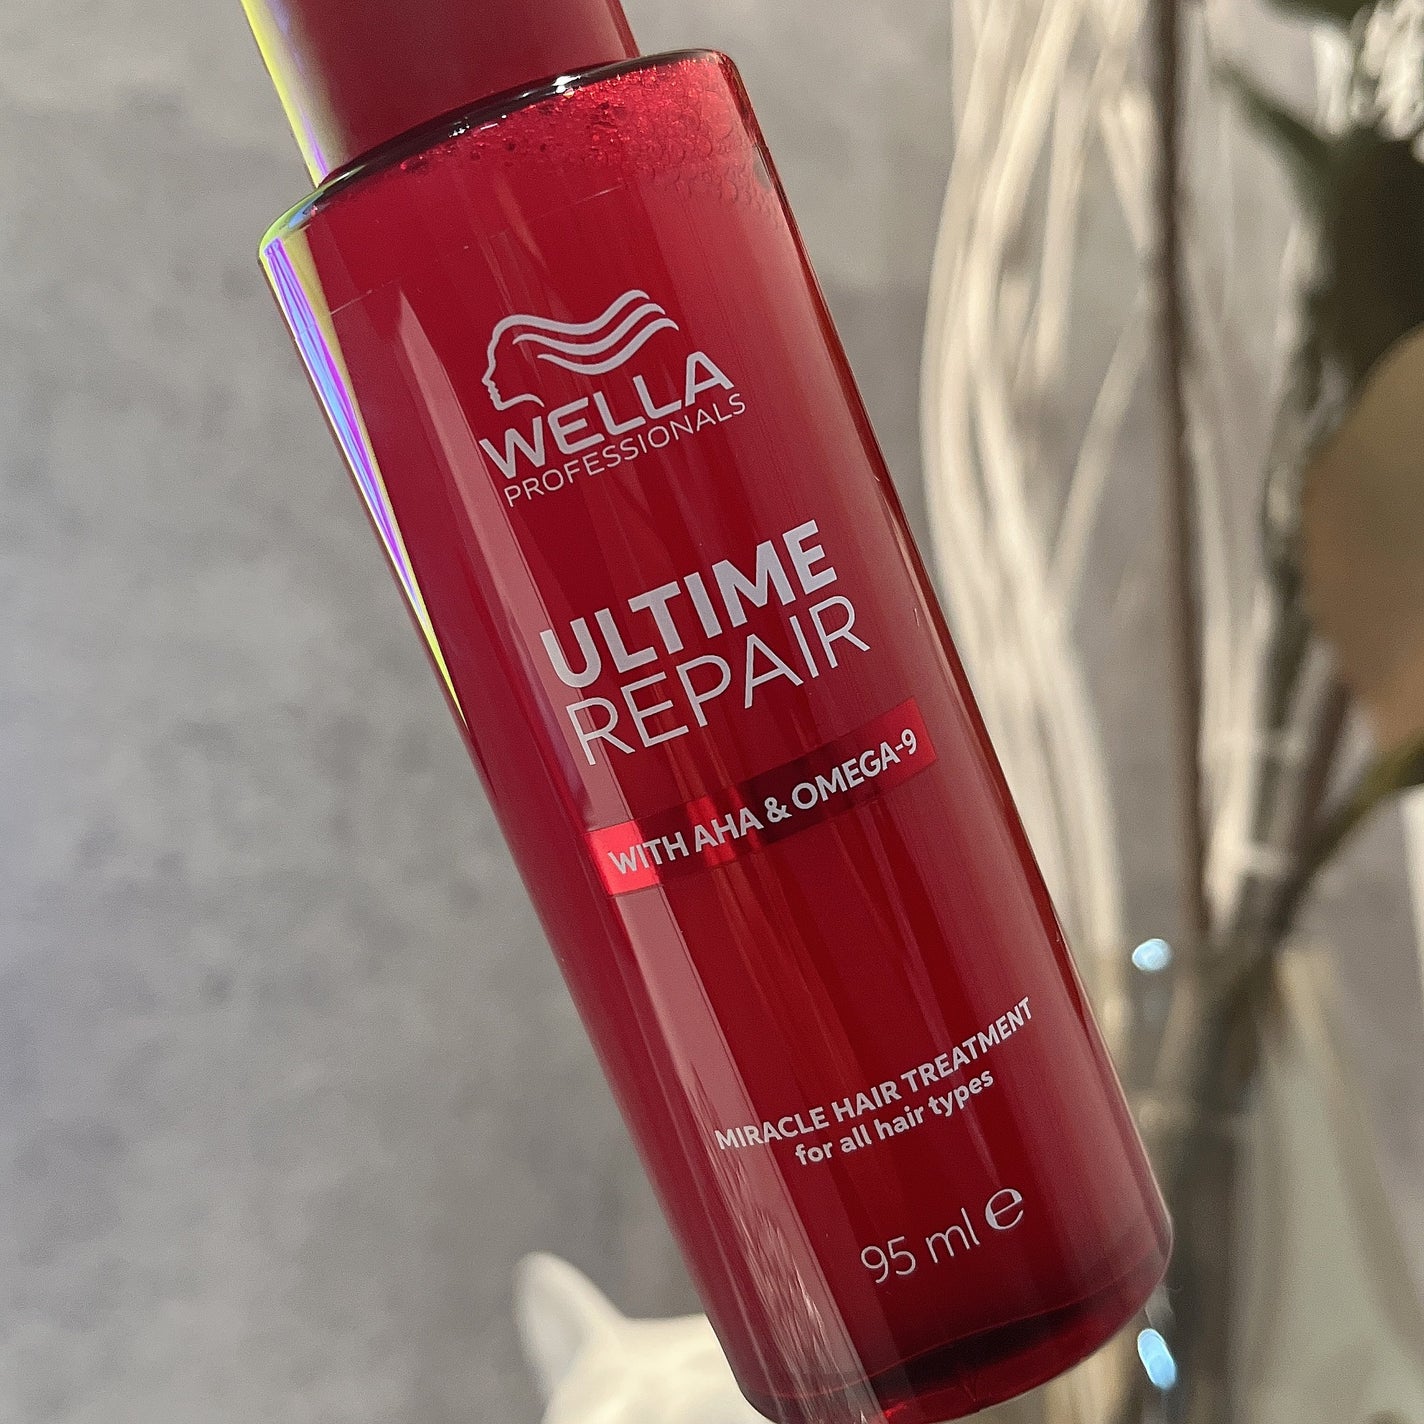 WELLA
PROFESSIONALS
ULTIME
REPAIR
WITH AHA & OMEGA-9
MIRACLE HAIR TREATMENT
for all hair types
95 ml ℮